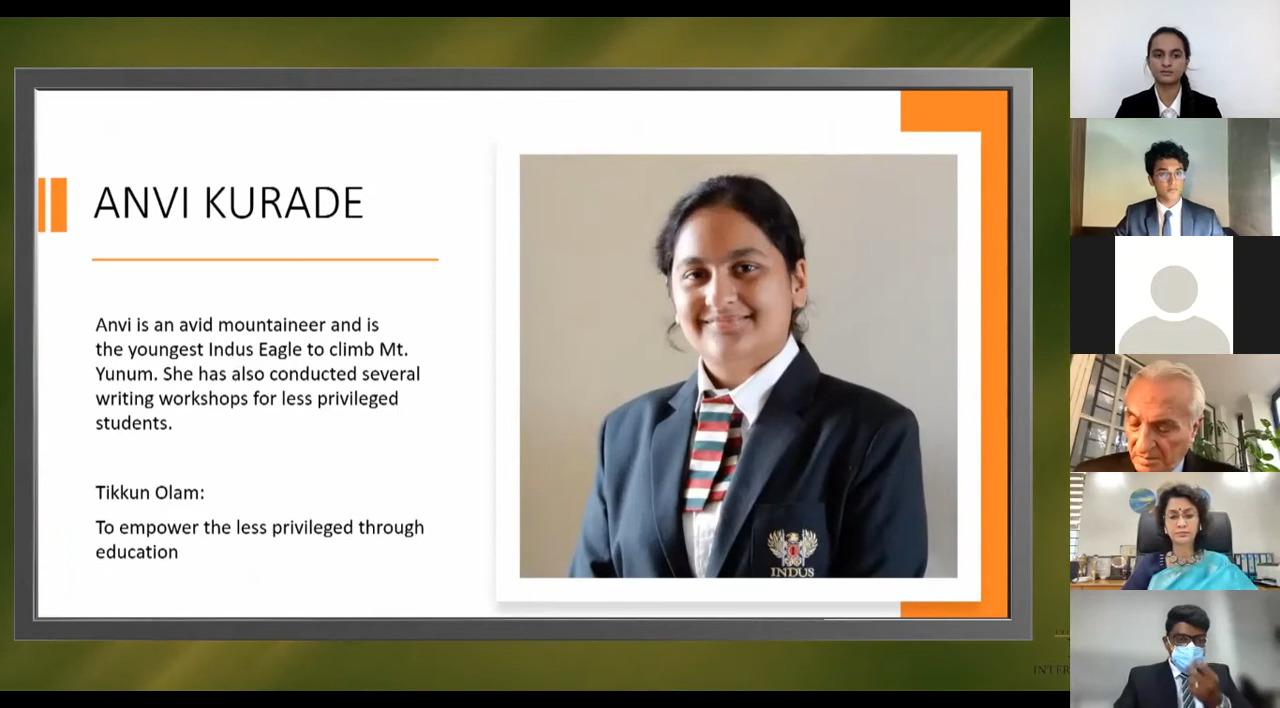 ANVI KURADE
Anvi is an avid mountaineer and is
the youngest Indus Eagle to climb Mt.
Yunum. She has also conducted several
writing workshops for less privileged
students.
Tikkun Olam:
To empower the less privileged through
education
INDUS